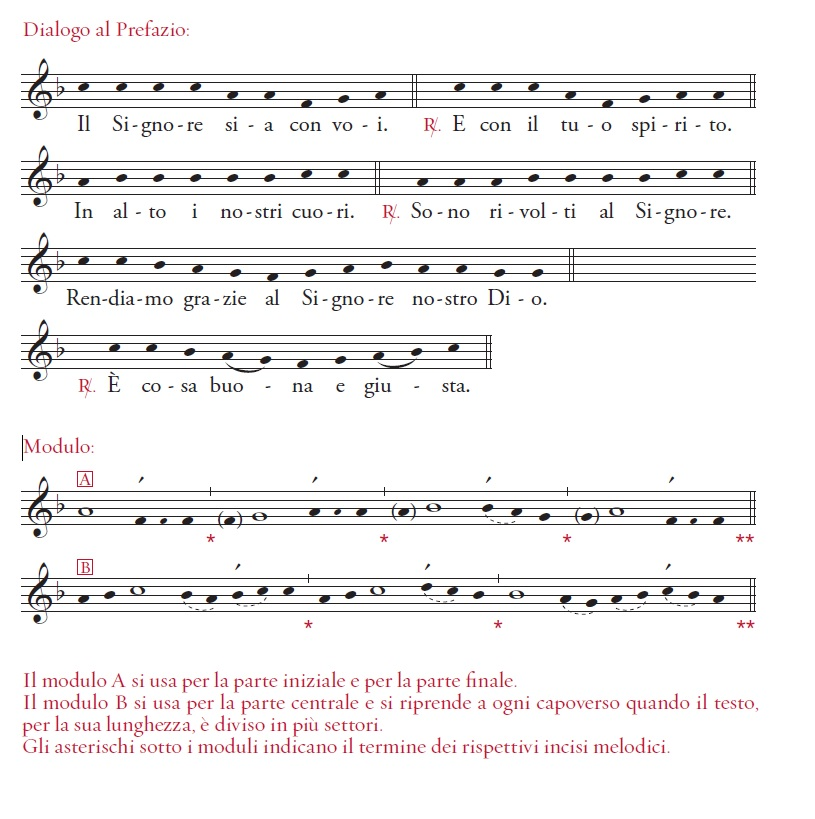 Dialogo al Prefazio:
Il Si-gno-re si-a con vo-i. ℟. E con il tu-o spi-ri-to.
In al-to i no-stri cuo-ri. ℟. So-no ri-vol-ti al Si-gno-re.
Ren-dia-mo gra-zie al Si-gno-re no-stro Di-o.
℟. È co-sa buo-na e giu-sta.
Modulo:
A
* * * **
B
* * **
Il modulo A si usa per la parte iniziale e per la parte finale.
Il modulo B si usa per la parte centrale e si riprende a ogni capoverso quando il testo,
per la sua lunghezza, è diviso in più settori.
Gli asterischi sotto i moduli indicano il termine dei rispettivi incisi melodici.